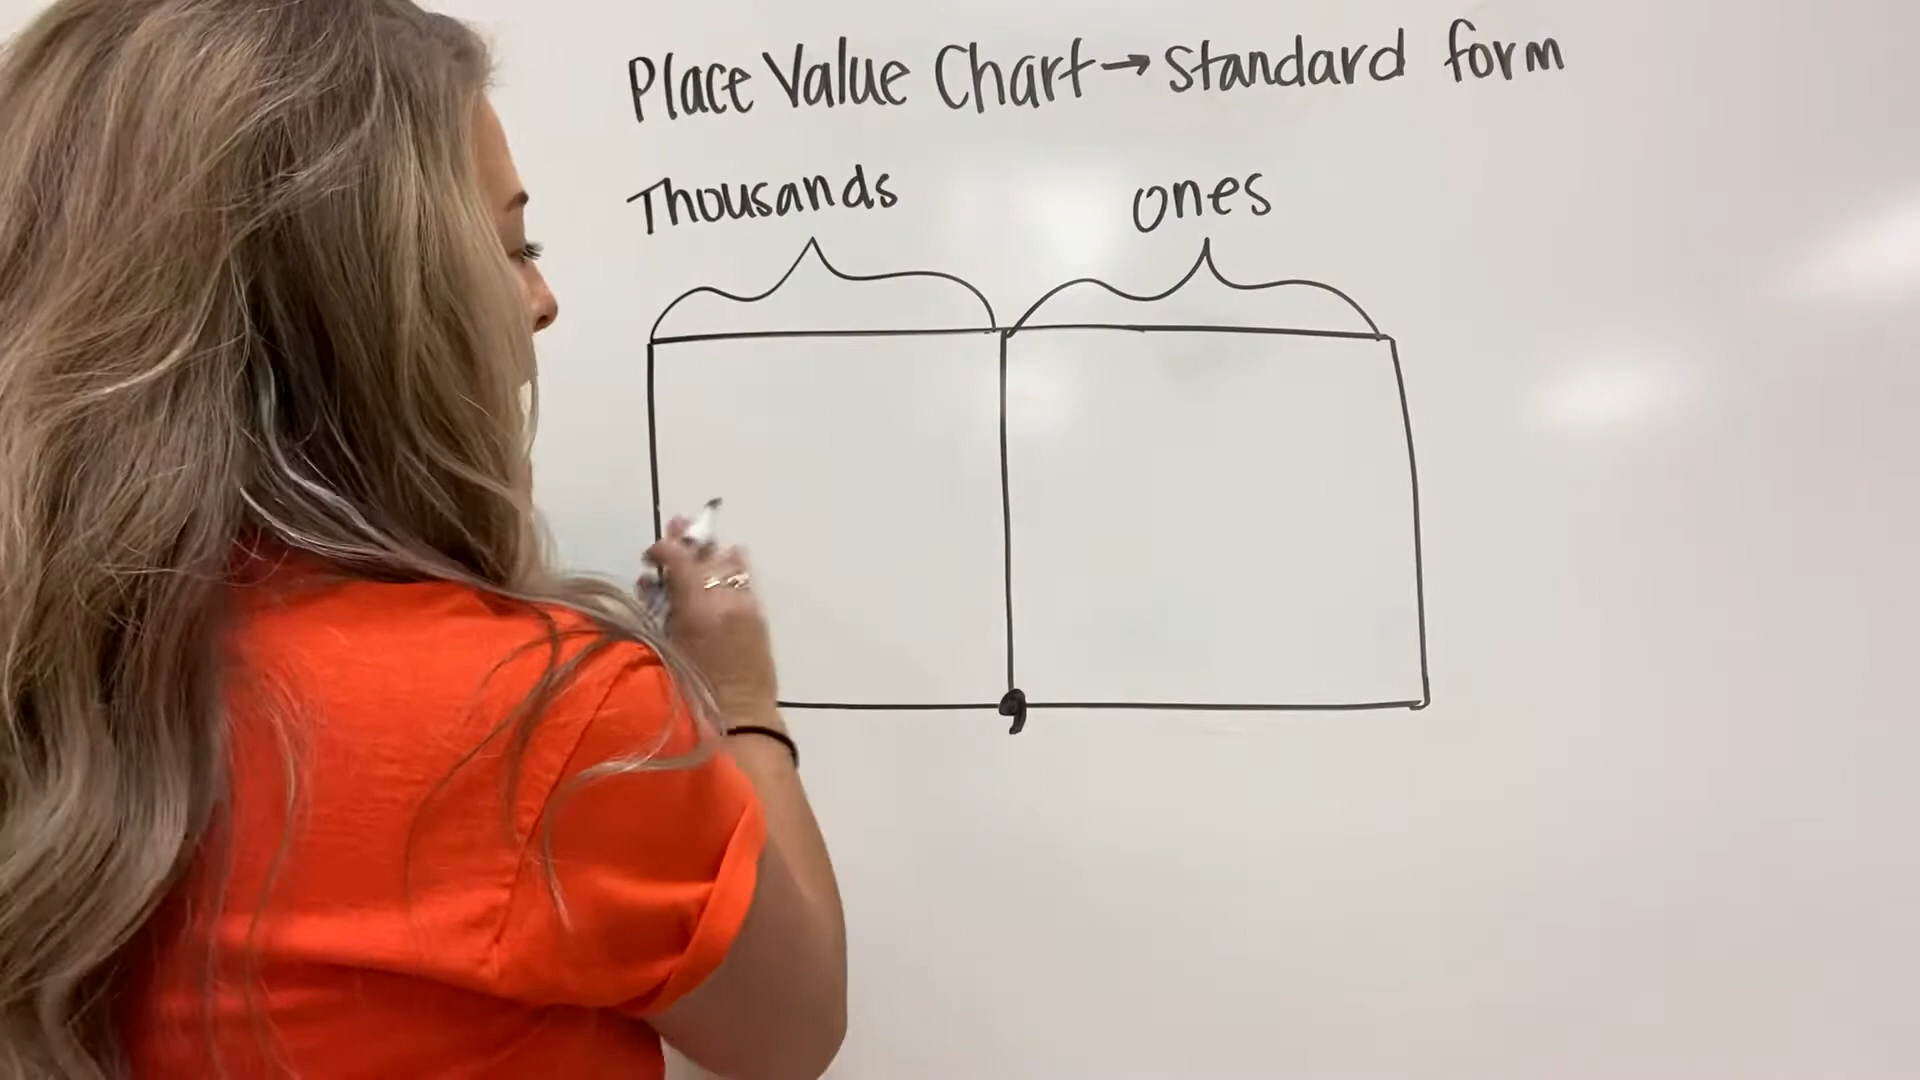 Place Value Chart → Standard form
Thousands ones
,